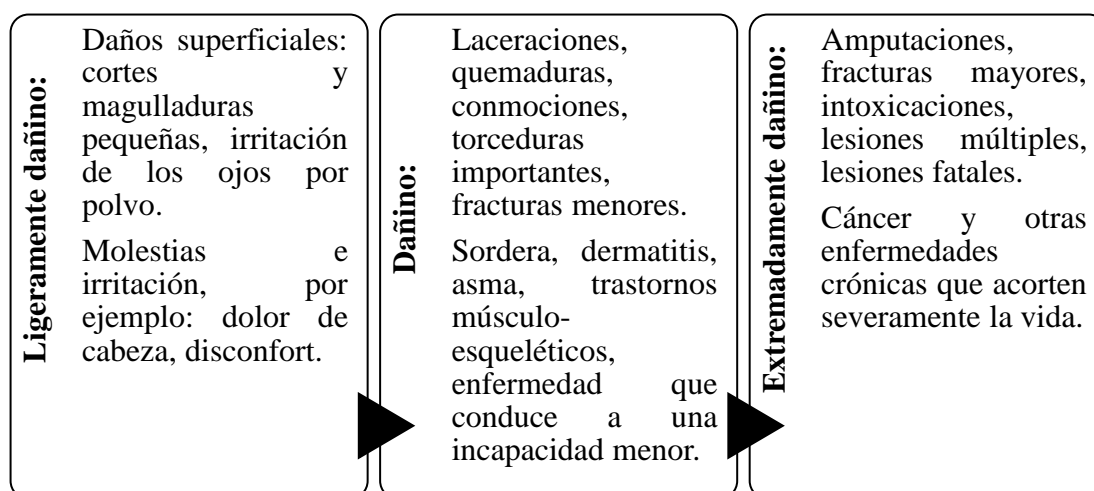 Ligeramente dañino:
Daños superficiales:
cortes y
magulladuras
pequeñas, irritación
de los ojos por
polvo.
Molestias e
irritación, por
ejemplo: dolor de
cabeza, disconfort.
Dañino:
Laceraciones,
quemaduras,
conmociones,
torceduras
importantes,
fracturas menores.
Sordera, dermatitis,
asma, trastornos
músculo-
esqueléticos,
enfermedad que
conduce a una
incapacidad menor.
Extremadamente dañino:
Amputaciones,
fracturas mayores,
intoxicaciones,
lesiones múltiples,
lesiones fatales.
Cáncer y otras
enfermedades
crónicas que acorten
severamente la vida.